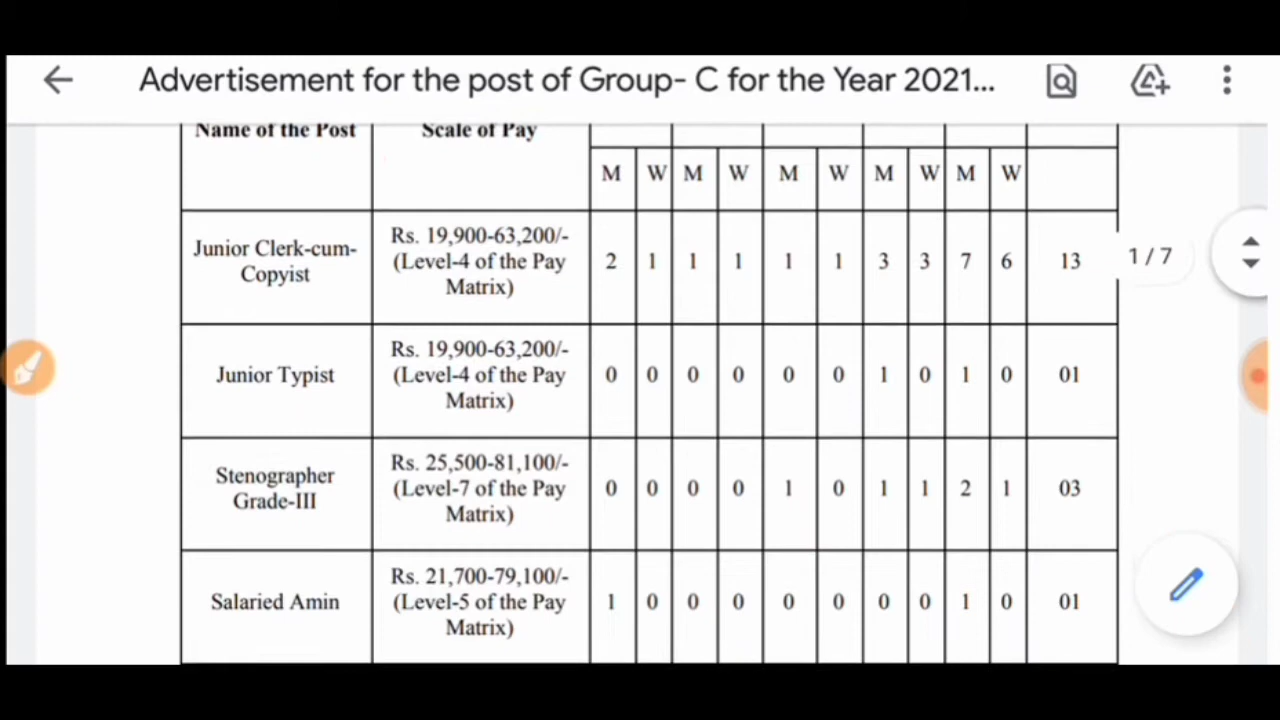 Advertisement for the post of Group- C for the Year 2021...
Name of the Post Scale of Pay
M W M W M W M W M W
Junior Clerk-cum-
Copyist
Rs. 19,900-63,200/-
(Level-4 of the Pay
Matrix)
2 1 1 1 1 1 3 3 7 6 13
1 / 7
Junior Typist
Rs. 19,900-63,200/-
(Level-4 of the Pay
Matrix)
0 0 0 0 0 0 1 0 1 0 01
Stenographer
Grade-III
Rs. 25,500-81,100/-
(Level-7 of the Pay
Matrix)
0 0 0 0 1 0 1 1 2 1 03
Salaried Amin
Rs. 21,700-79,100/-
(Level-5 of the Pay
Matrix)
1 0 0 0 0 0 0 0 1 0 01